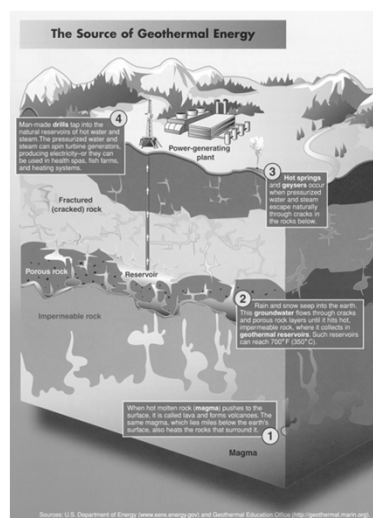 The Source of Geothermal Energy
4
Man-made drills tap into the
natural reservoirs of hot water and
steam. The pressurized water and
steam can spin turbine generators,
producing electricity–or they can
be used in health spas, fish farms,
and heating systems.
Power-generating
plant
3
Hot springs
and geysers occur
when pressurized
water and steam
escape naturally
through cracks in
the rocks below.
Fractured
(cracked) rock
Porous rock
Reservoir
2
Rain and snow seep into the earth.
This groundwater flows through cracks
and porous rock layers until it hits hot,
impermeable rock, where it collects in
geothermal reservoirs. Such reservoirs
can reach 700° F (350° C).
Impermeable rock
When hot molten rock (magma) pushes to the
surface, it is called lava and forms volcanoes. The
same magma, which lies miles below the earth's
surface, also heats the rocks that surround it.
1
Magma
Sources: U.S. Department of Energy (www.eere.energy.gov) and Geothermal Education Office (http://geothermal.marin.org).